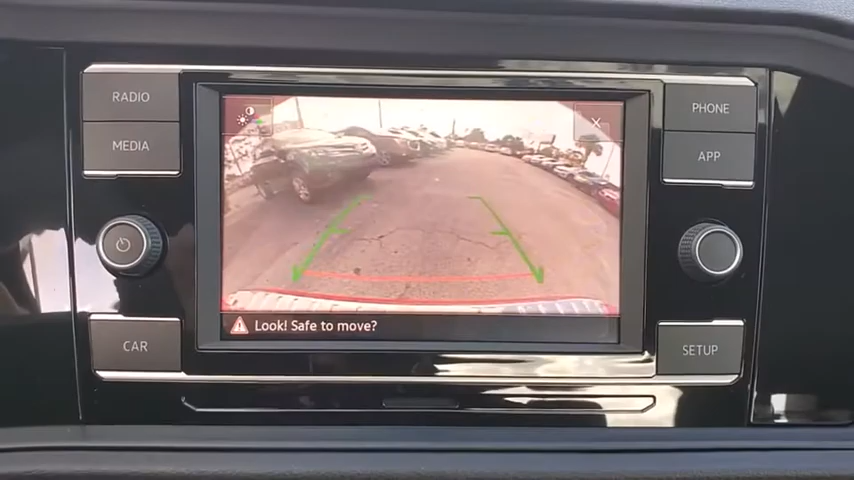 RADIO
MEDIA
CAR
Look! Safe to move?
PHONE
APP
SETUP